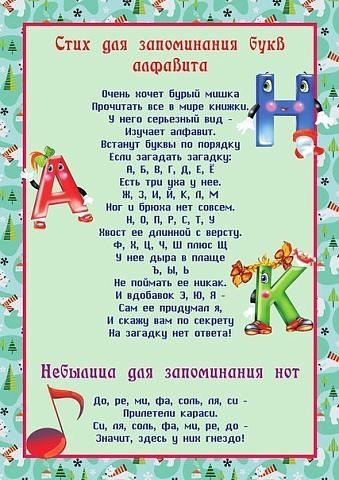 Стих для запоминания букв
алфавита
Очень хочет бурый мишка
Прочитать все в мире книжки.
У него серьезный вид -
Изучает алфавит.
Встанут буквы по порядку
Если загадать загадку:
А, Б, В, Г, Д, Е, Ё
Есть три уха у нее.
Ж, З, И, Й, К, Л, М
Ног и брюха нет совсем.
Н, О, П, Р, С, Т, У
Хвост ее длинной с версту.
Ф, Х, Ц, Ч, Ш плюс Щ
У нее дыра в плаще
Ъ, Ы, Ь
Не поймать ее никак.
И вдобавок Э, Ю, Я -
Сам ее придумал я,
И скажу вам по секрету
На загадку нет ответа!
Небылица для запоминания нот
До, ре, ми, фа, соль, ля, си -
Прилетели караси.
Си, ля, соль, фа, ми, ре, до -
Значит, здесь у них гнездо!
А
Н
К